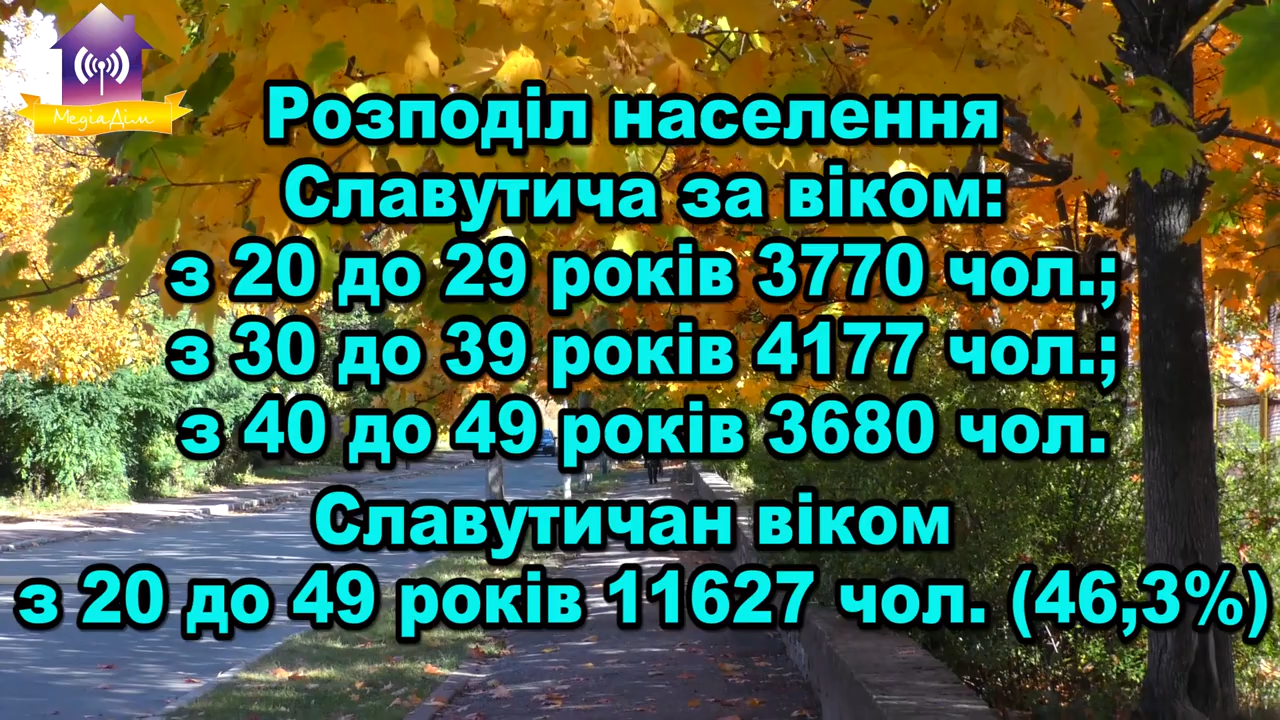 МедіаДім
Розподіл населення
Славутича за віком:
з 20 до 29 років 3770 чол.;
з 30 до 39 років 4177 чол.;
з 40 до 49 років 3680 чол.
Славутичан віком
з 20 до 49 років 11627 чол. (46,3%)